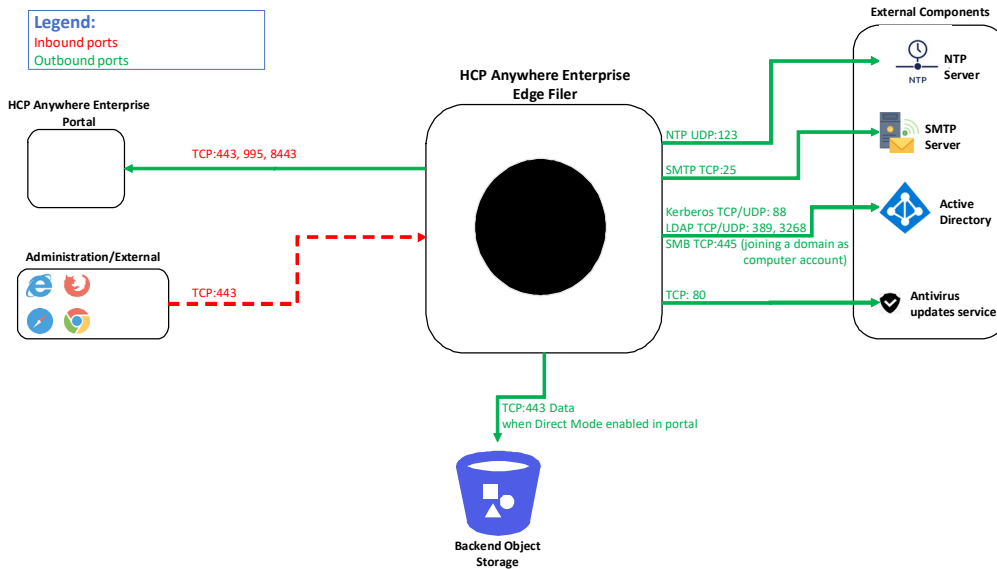 Legend:
Inbound ports
Outbound ports
External Components
HCP Anywhere Enterprise
Edge Filer
NTP
NTP
Server
HCP Anywhere Enterprise
Portal
TCP:443, 995, 8443
NTP UDP:123
SMTP
Server
SMTP TCP:25
Kerberos TCP/UDP: 88
LDAP TCP/UDP: 389, 3268
SMB TCP:445 (joining a domain as
computer account)
Active
Directory
Administration/External
TCP:443
TCP: 80
Antivirus
updates service
TCP:443 Data
when Direct Mode enabled in portal
Backend Object
Storage